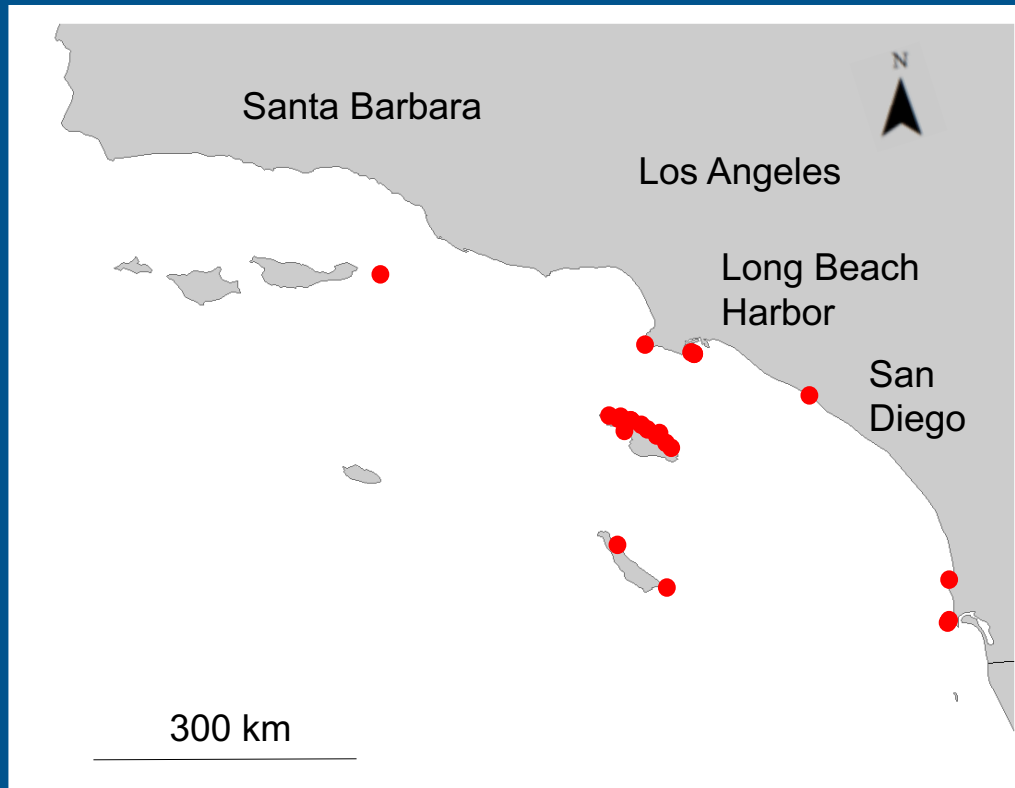 N
Santa Barbara
Los Angeles
Long Beach
Harbor
San
Diego
300 km